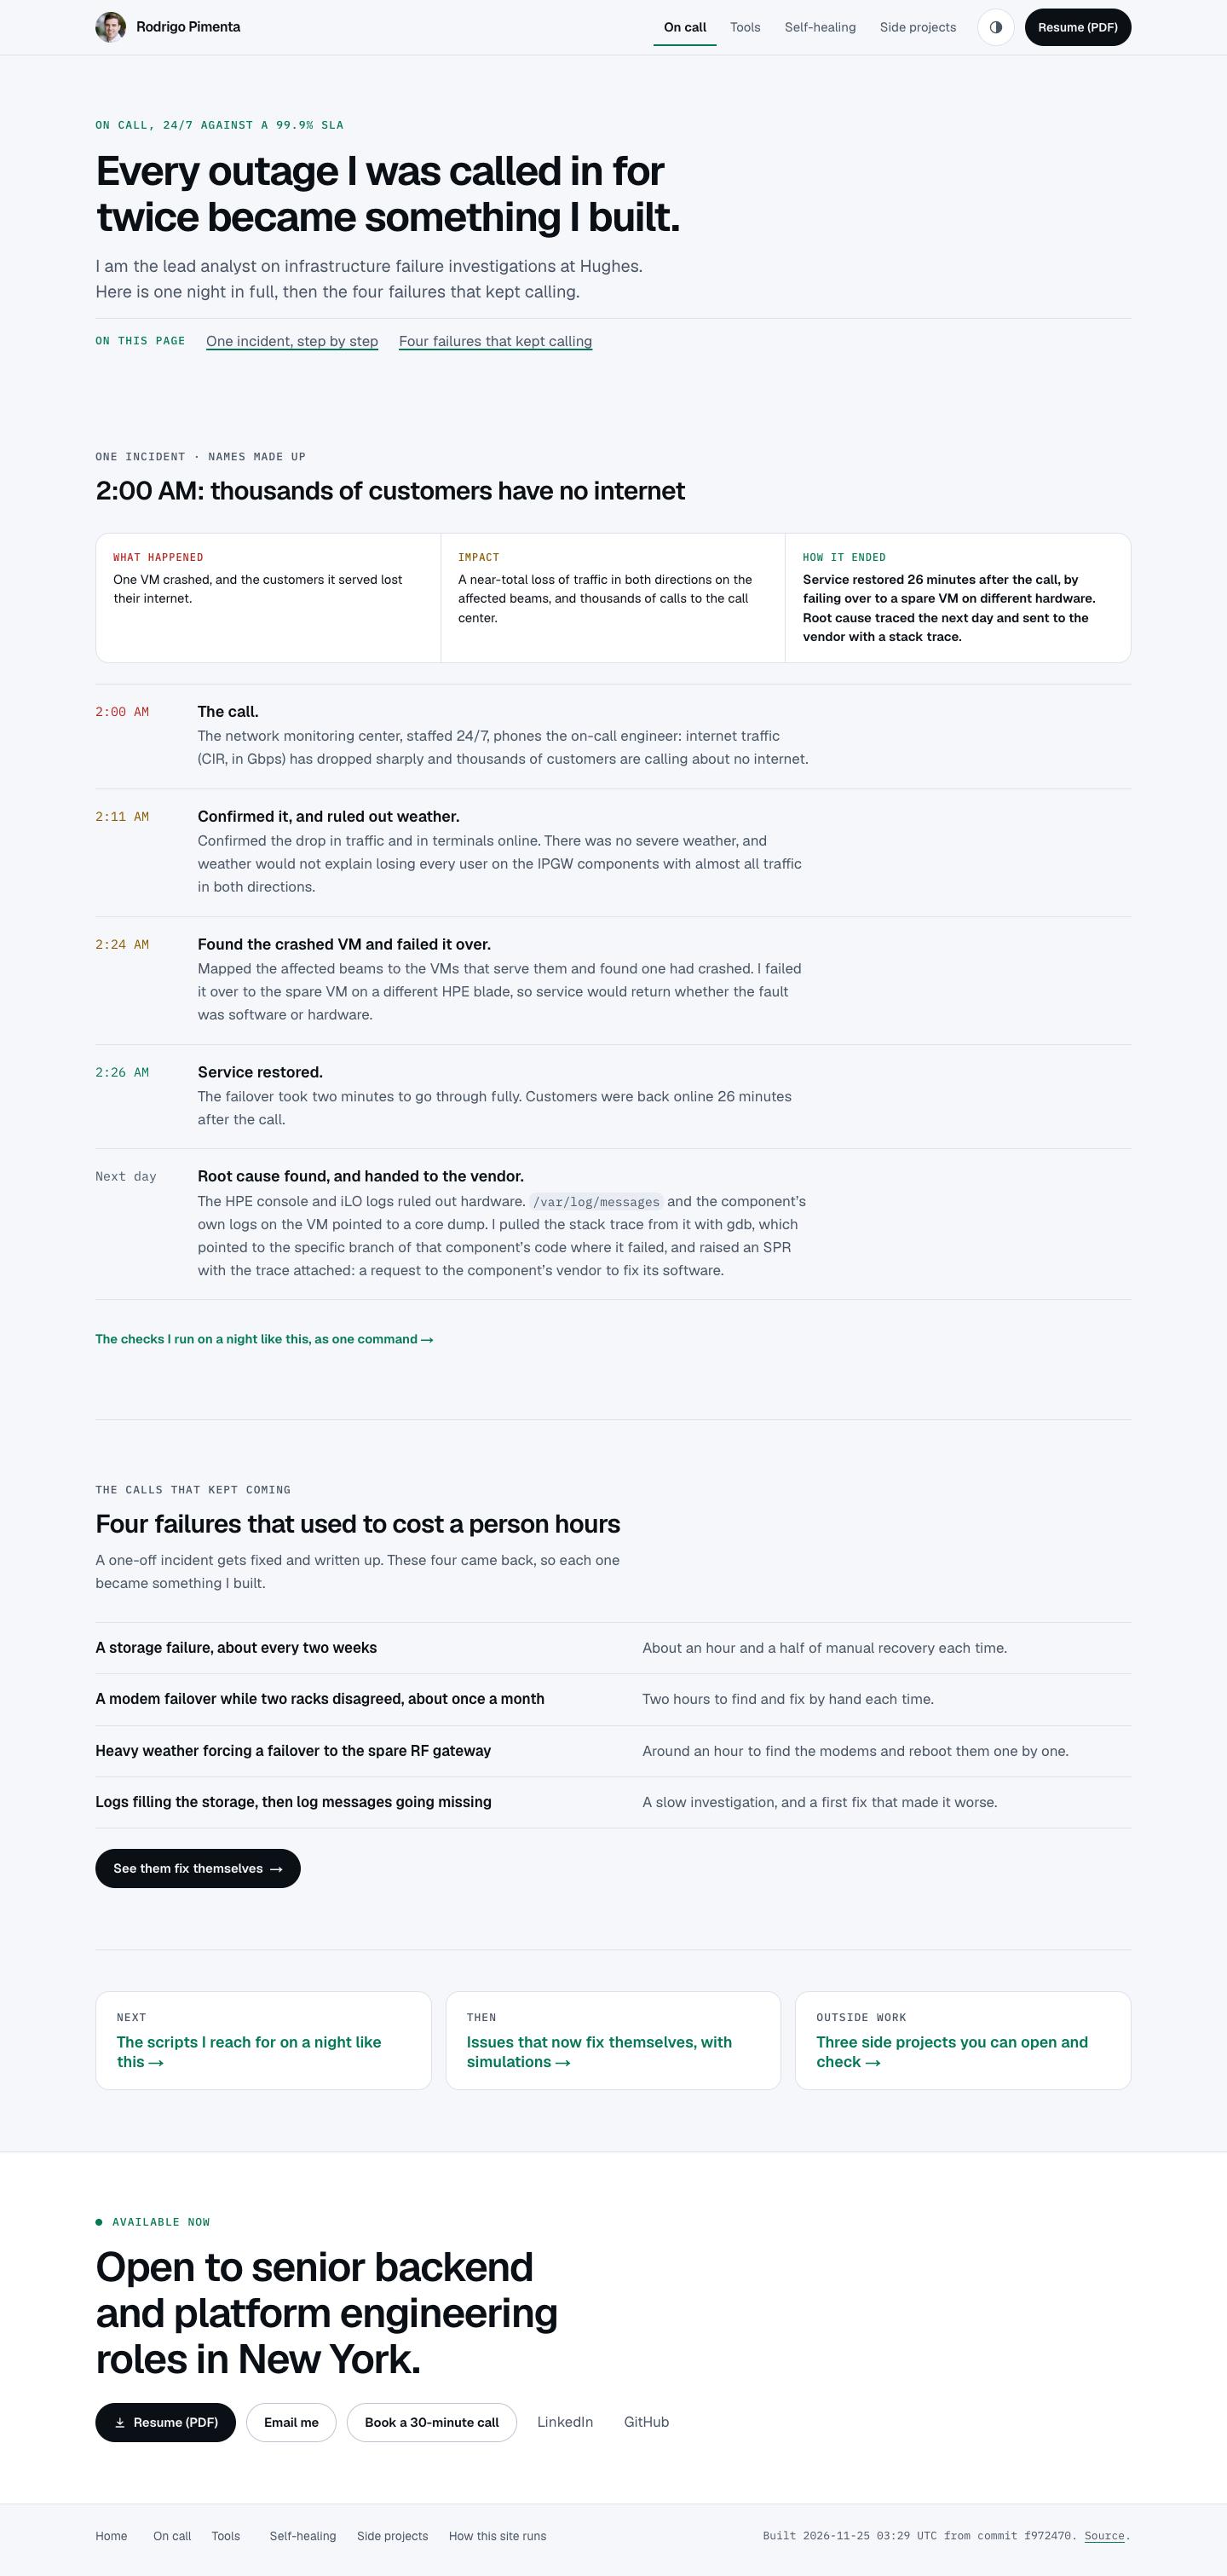 Rodrigo Pimenta
On call
Tools
Self-healing
Side projects
Resume (PDF)
ON CALL, 24/7 AGAINST A 99.9% SLA
Every outage I was called in for
twice became something I built.
I am the lead analyst on infrastructure failure investigations at Hughes.
Here is one night in full, then the four failures that kept calling.
ON THIS PAGE
One incident, step by step
Four failures that kept calling
ONE INCIDENT · NAMES MADE UP
2:00 AM: thousands of customers have no internet
WHAT HAPPENED
One VM crashed, and the customers it served lost
their internet.
IMPACT
A near-total loss of traffic in both directions on the
affected beams, and thousands of calls to the call
center.
HOW IT ENDED
Service restored 26 minutes after the call, by
failing over to a spare VM on different hardware.
Root cause traced the next day and sent to the
vendor with a stack trace.
2:00 AM
The call.
The network monitoring center, staffed 24/7, phones the on-call engineer: internet traffic
(CIR, in Gbps) has dropped sharply and thousands of customers are calling about no internet.
2:11 AM
Confirmed it, and ruled out weather.
Confirmed the drop in traffic and in terminals online. There was no severe weather, and
weather would not explain losing every user on the IPGW components with almost all traffic
in both directions.
2:24 AM
Found the crashed VM and failed it over.
Mapped the affected beams to the VMs that serve them and found one had crashed. I failed
it over to the spare VM on a different HPE blade, so service would return whether the fault
was software or hardware.
2:26 AM
Service restored.
The failover took two minutes to go through fully. Customers were back online 26 minutes
after the call.
Next day
Root cause found, and handed to the vendor.
The HPE console and iLO logs ruled out hardware. /var/log/messages and the component’s
own logs on the VM pointed to a core dump. I pulled the stack trace from it with gdb, which
pointed to the specific branch of that component’s code where it failed, and raised an SPR
with the trace attached: a request to the component’s vendor to fix its software.
The checks I run on a night like this, as one command →
THE CALLS THAT KEPT COMING
Four failures that used to cost a person hours
A one-off incident gets fixed and written up. These four came back, so each one
became something I built.
A storage failure, about every two weeks
About an hour and a half of manual recovery each time.
A modem failover while two racks disagreed, about once a month
Two hours to find and fix by hand each time.
Heavy weather forcing a failover to the spare RF gateway
Around an hour to find the modems and reboot them one by one.
Logs filling the storage, then log messages going missing
A slow investigation, and a first fix that made it worse.
See them fix themselves →
NEXT
The scripts I reach for on a night like
this →
THEN
Issues that now fix themselves, with
simulations →
OUTSIDE WORK
Three side projects you can open and
check →
AVAILABLE NOW
Open to senior backend
and platform engineering
roles in New York.
Resume (PDF)
Email me
Book a 30-minute call
LinkedIn
GitHub
Home
On call
Tools
Self-healing
Side projects
How this site runs
Built 2026-11-25 03:29 UTC from commit f972470. Source.